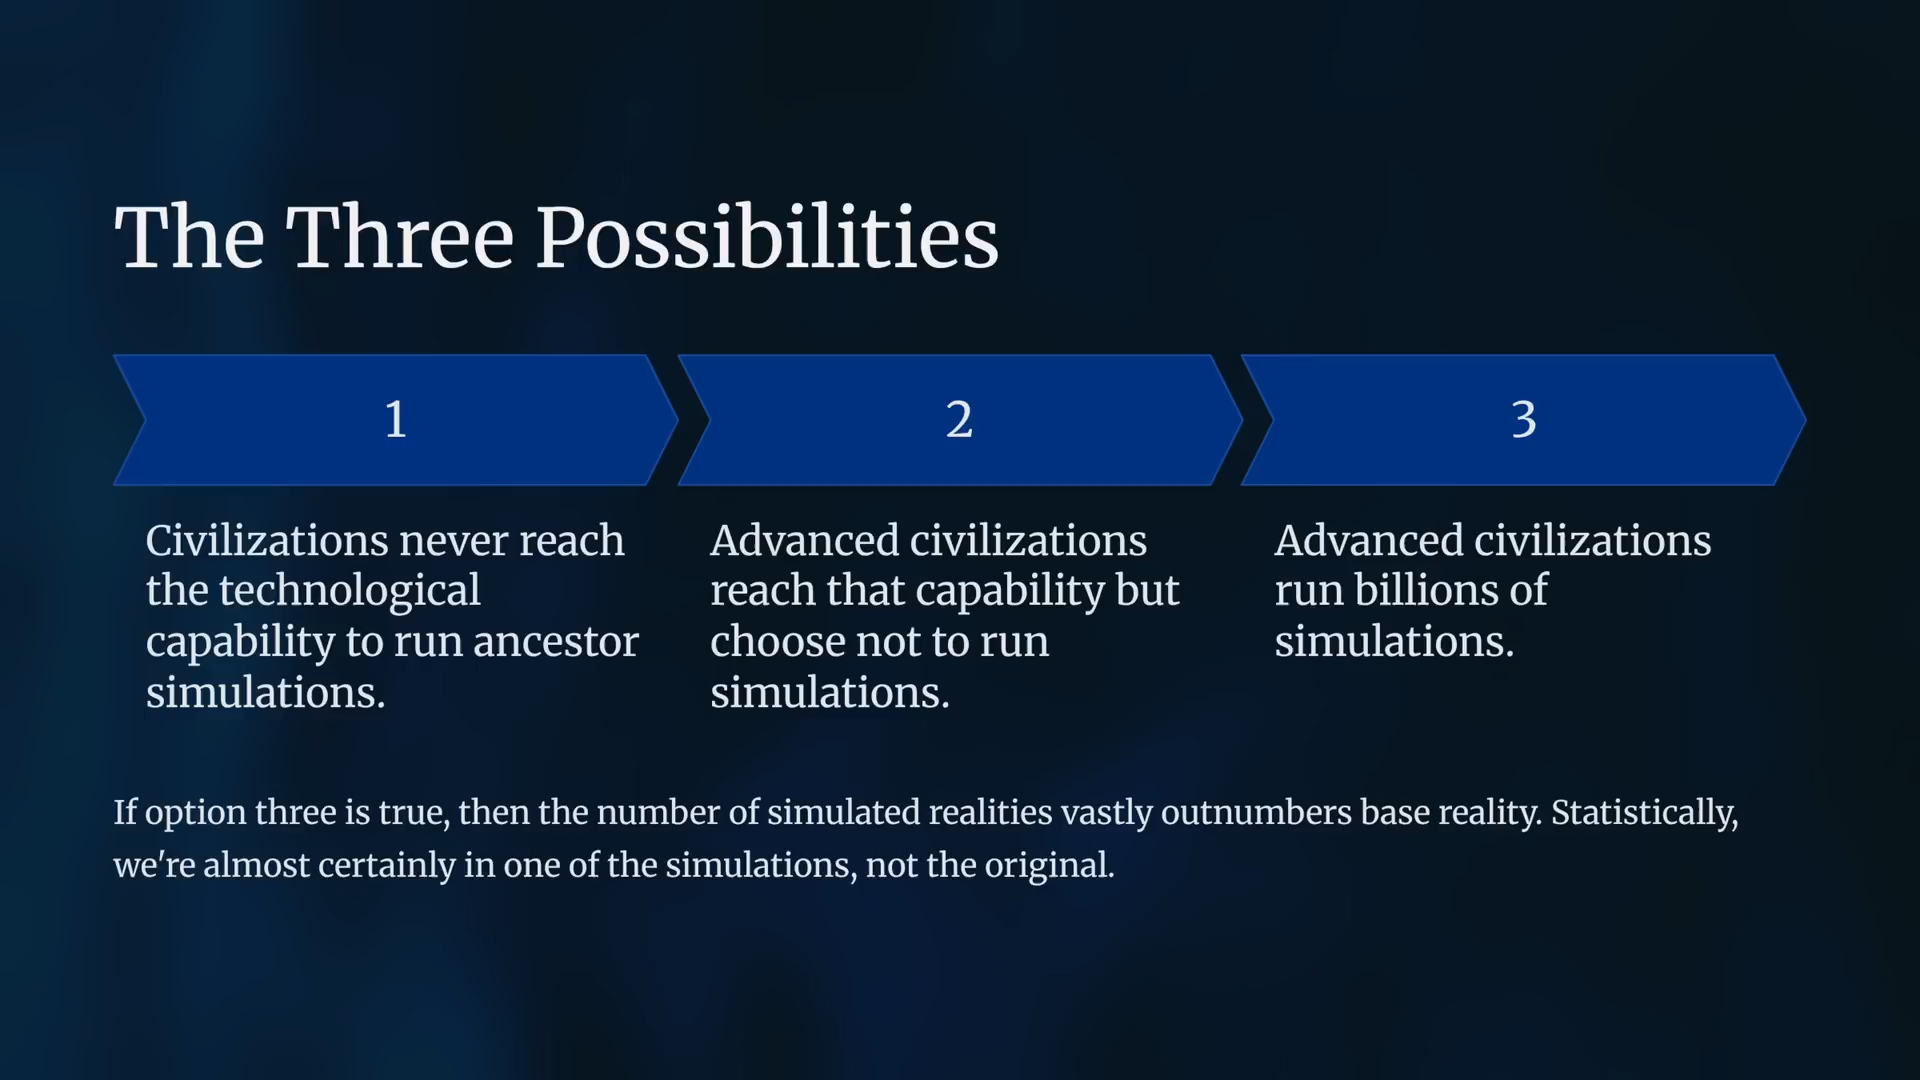 The Three Possibilities
1
2
3
Civilizations never reach
the technological
capability to run ancestor
simulations.
Advanced civilizations
reach that capability but
choose not to run
simulations.
Advanced civilizations
run billions of
simulations.
If option three is true, then the number of simulated realities vastly outnumbers base reality. Statistically,
we're almost certainly in one of the simulations, not the original.